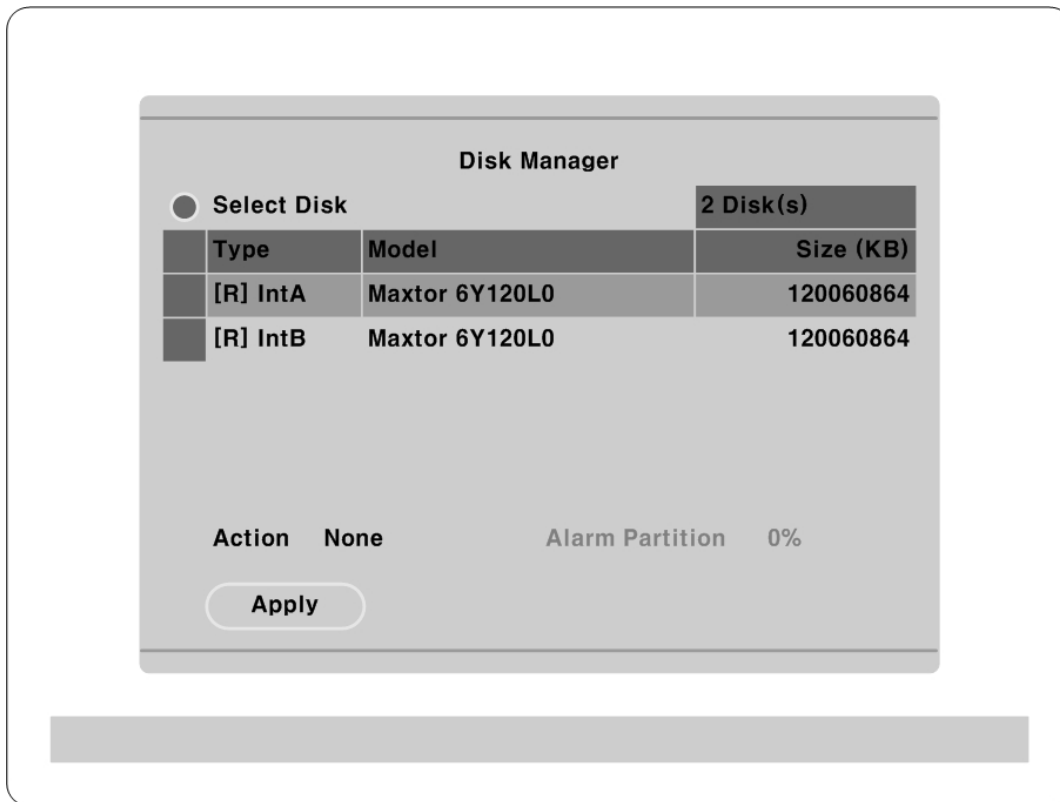 Disk Manager
Select Disk 2 Disk(s)
Type Model Size (KB)
[R] IntA Maxtor 6Y120L0 120060864
[R] IntB Maxtor 6Y120L0 120060864
Action None Alarm Partition 0%
Apply